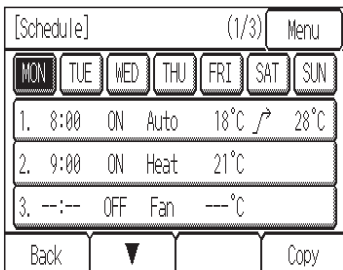 [Schedule] (1/3) Menu
MON TUE WED THU FRI SAT SUN
1. 8:00 ON Auto 18°C 28°C
2. 9:00 ON Heat 21°C
3. --:-- OFF Fan ---°C
Back ▼ Copy